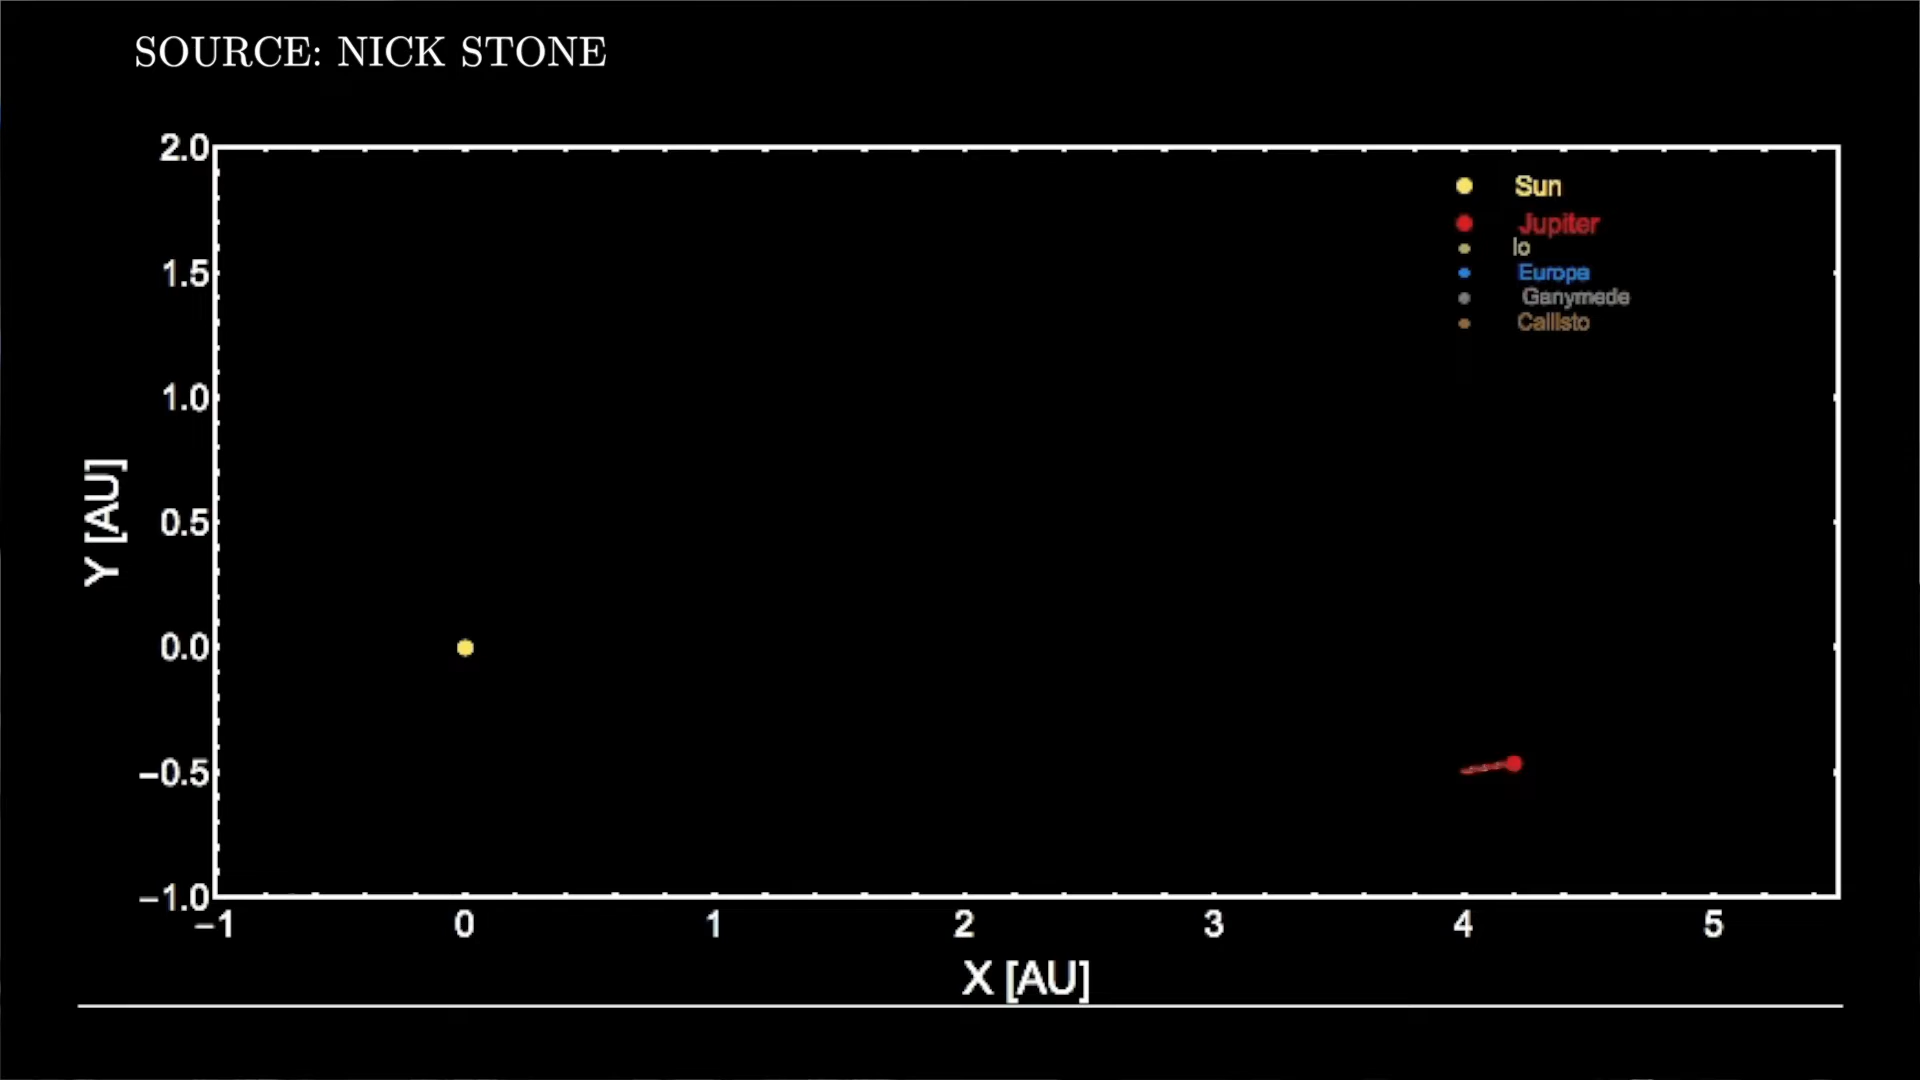 SOURCE: NICK STONE
2.0
1.5
1.0
0.5
0.0
−0.5
−1.0
Y [AU]
Sun
Jupiter
Io
Europa
Ganymede
Callisto
−1 0 1 2 3 4 5
X [AU]